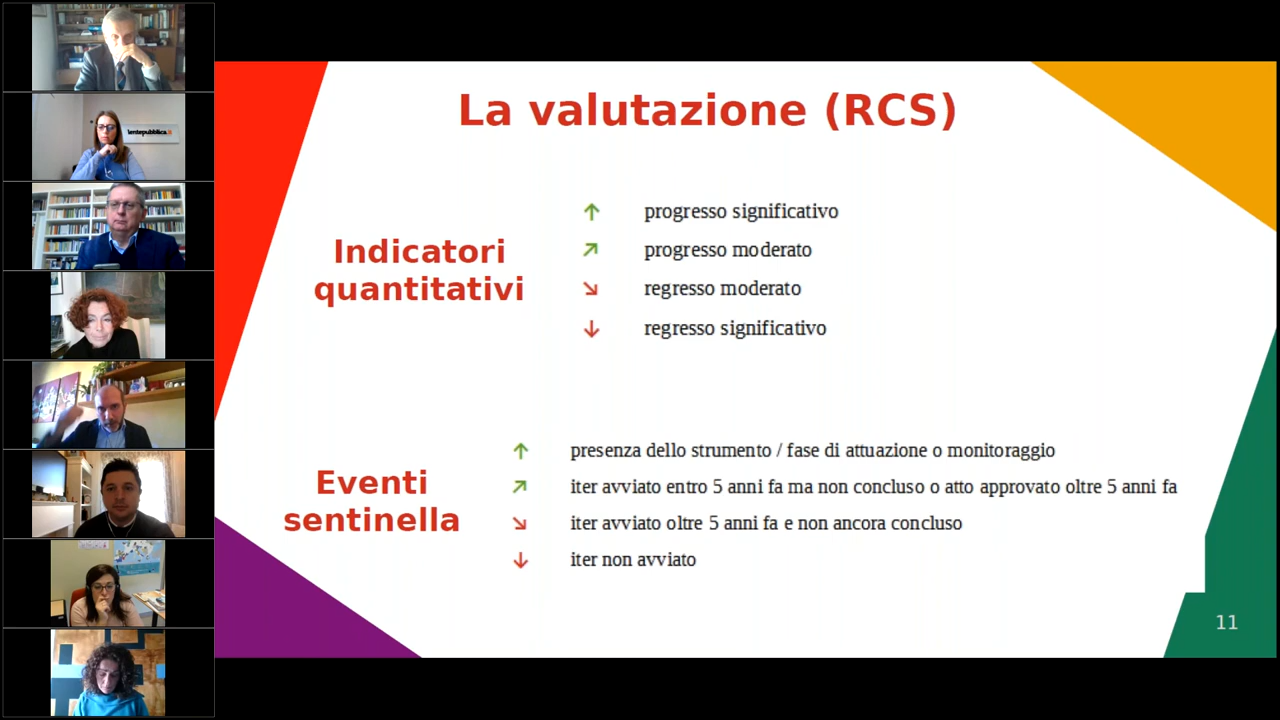 lentepubblica.it
La valutazione (RCS)
Indicatori
quantitativi
progresso significativo
progresso moderato
regresso moderato
regresso significativo
Eventi
sentinella
presenza dello strumento / fase di attuazione o monitoraggio
iter avviato entro 5 anni fa ma non concluso o atto approvato oltre 5 anni fa
iter avviato oltre 5 anni fa e non ancora concluso
iter non avviato
11